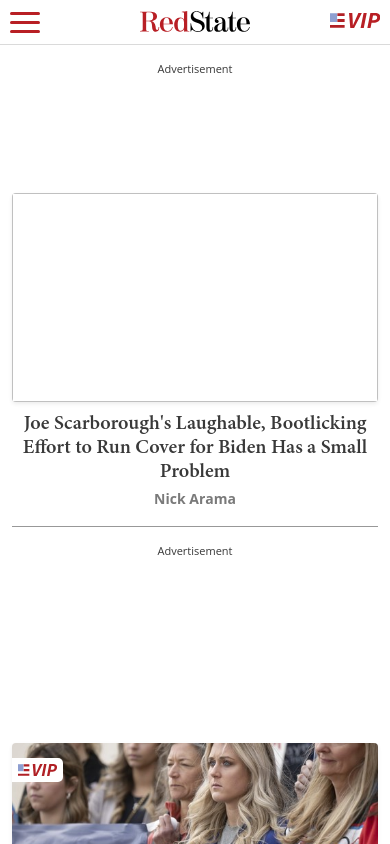 RedState
VIP
Advertisement
Joe Scarborough's Laughable, Bootlicking
Effort to Run Cover for Biden Has a Small
Problem
Nick Arama
Advertisement
VIP